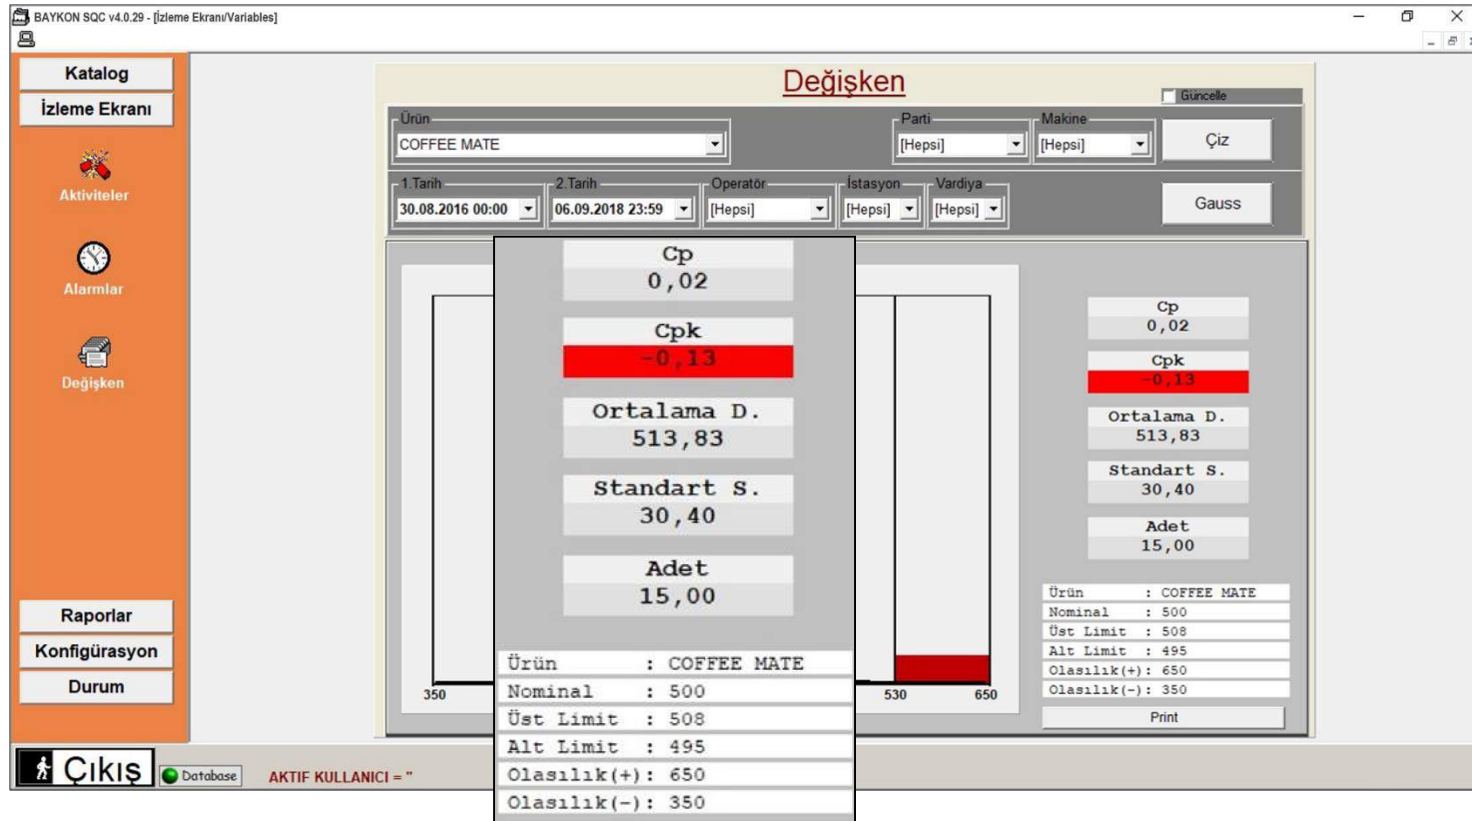 BAYKON SQC v4.0.29 - [İzleme Ekranı/Variables]
Katalog
İzleme Ekranı
Aktiviteler
Alarmlar
Değişken
Raporlar
Konfigürasyon
Durum
Çıkış
Database
AKTIF KULLANICI = "
Değişken
Güncelle
Ürün
COFFEE MATE
Parti
[Hepsi]
Makine
[Hepsi]
Çiz
1.Tarih
30.08.2016 00:00
2.Tarih
06.09.2018 23:59
Operatör
[Hepsi]
İstasyon
[Hepsi]
Vardiya
[Hepsi]
Gauss
350
530
650
Cp
0,02
Cpk
-0,13
Ortalama D.
513,83
Standart S.
30,40
Adet
15,00
Ürün : COFFEE MATE
Nominal : 500
Üst Limit : 508
Alt Limit : 495
Olasılık(+): 650
Olasılık(-): 350
Cp
0,02
Cpk
-0,13
Ortalama D.
513,83
Standart S.
30,40
Adet
15,00
Ürün : COFFEE MATE
Nominal : 500
Üst Limit : 508
Alt Limit : 495
Olasılık(+): 650
Olasılık(-): 350
Print